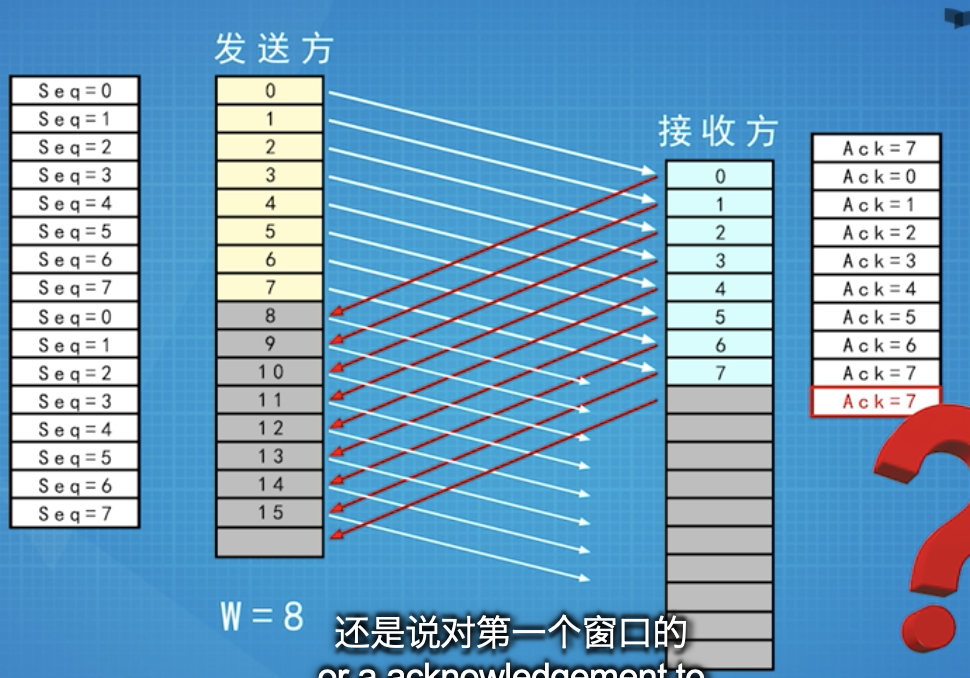 发送方
接收方
Seq=0
Seq=1
Seq=2
Seq=3
Seq=4
Seq=5
Seq=6
Seq=7
Seq=0
Seq=1
Seq=2
Seq=3
Seq=4
Seq=5
Seq=6
Seq=7
0
1
2
3
4
5
6
7
8
9
10
11
12
13
14
15
0
1
2
3
4
5
6
7
Ack=7
Ack=0
Ack=1
Ack=2
Ack=3
Ack=4
Ack=5
Ack=6
Ack=7
Ack=7
?
W=8
还是说对第一个窗口的
or a acknowledgement to